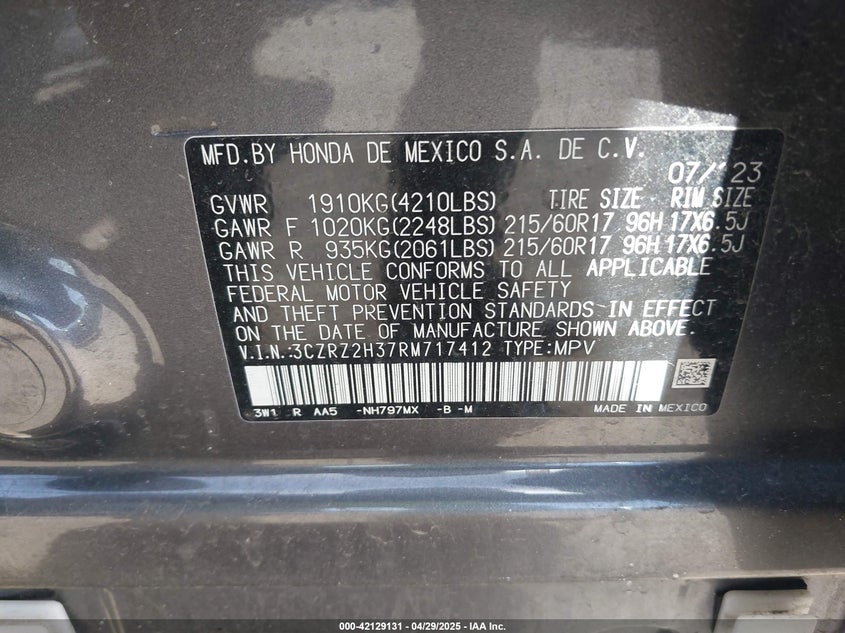 MFD.BY HONDA DE MEXICO S.A. DE C.V.
07/23
GVWR 1910KG(4210LBS) TIRE SIZE RIM SIZE
GAWR F 1020KG(2248LBS) 215/60R17 96H 17X6.5J
GAWR R 935KG(2061LBS) 215/60R17 96H 17X6.5J
THIS VEHICLE CONFORMS TO ALL APPLICABLE
FEDERAL MOTOR VEHICLE SAFETY
AND THEFT PREVENTION STANDARDS IN EFFECT
ON THE DATE OF MANUFACTURE SHOWN ABOVE.
V.I.N.:3CZRZ2H37RM717412 TYPE:MPV
3W1 R AA5 -NH797MX -B -M MADE IN MEXICO
000-42129131 - 04/29/2025 - IAA Inc.